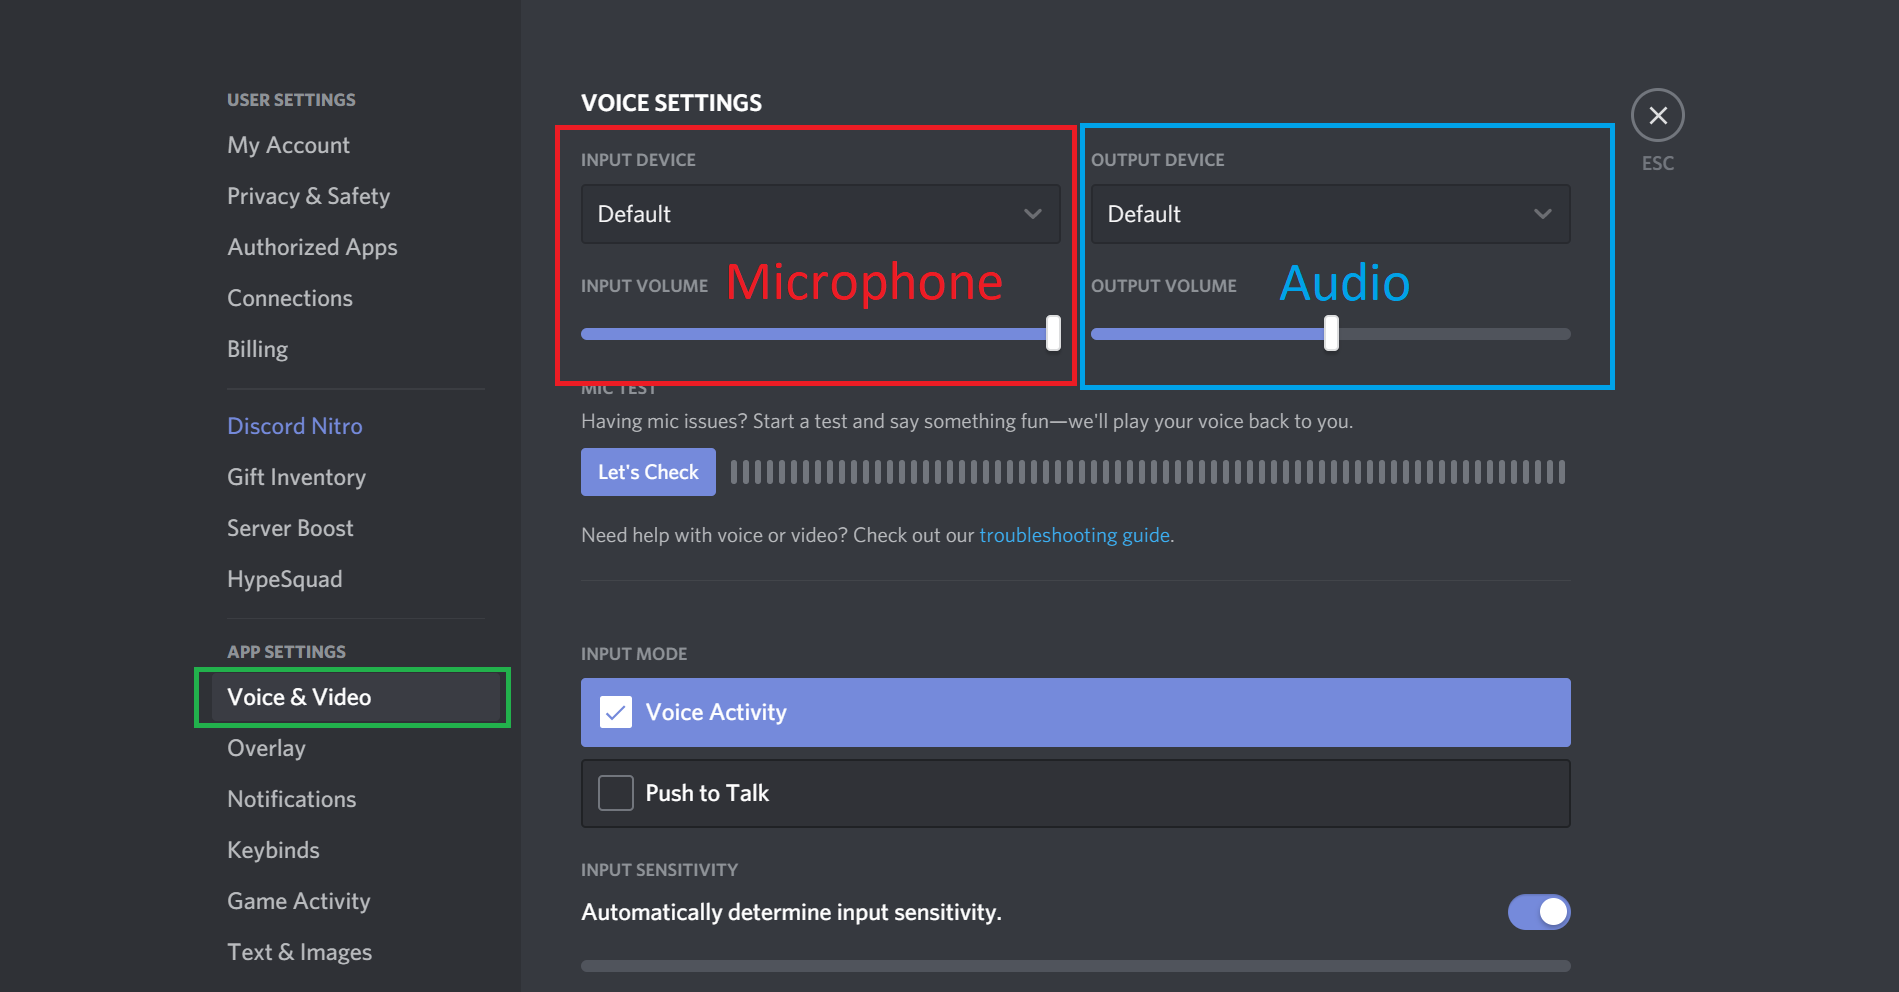 USER SETTINGS
My Account
Privacy & Safety
Authorized Apps
Connections
Billing
Discord Nitro
Gift Inventory
Server Boost
HypeSquad
APP SETTINGS
Voice & Video
Overlay
Notifications
Keybinds
Game Activity
Text & Images
VOICE SETTINGS
INPUT DEVICE
Default
INPUT VOLUME Microphone
OUTPUT DEVICE
Default
OUTPUT VOLUME Audio
ESC
MIC TEST
Having mic issues? Start a test and say something fun—we'll play your voice back to you.
Let's Check
Need help with voice or video? Check out our troubleshooting guide.
INPUT MODE
Voice Activity
Push to Talk
INPUT SENSITIVITY
Automatically determine input sensitivity.